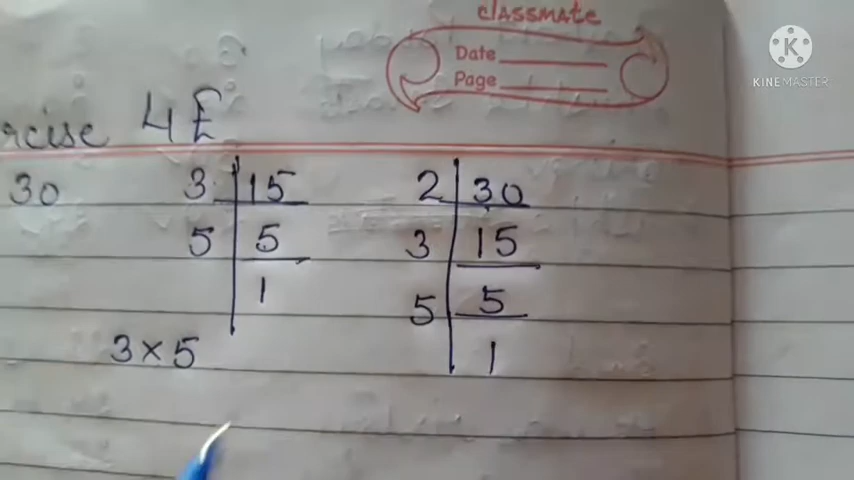 classmate
Date
Page
KINEMASTER
rcise 4E
30 3 15 2 30
5 5 3 15
1 5 5
3 × 5 1